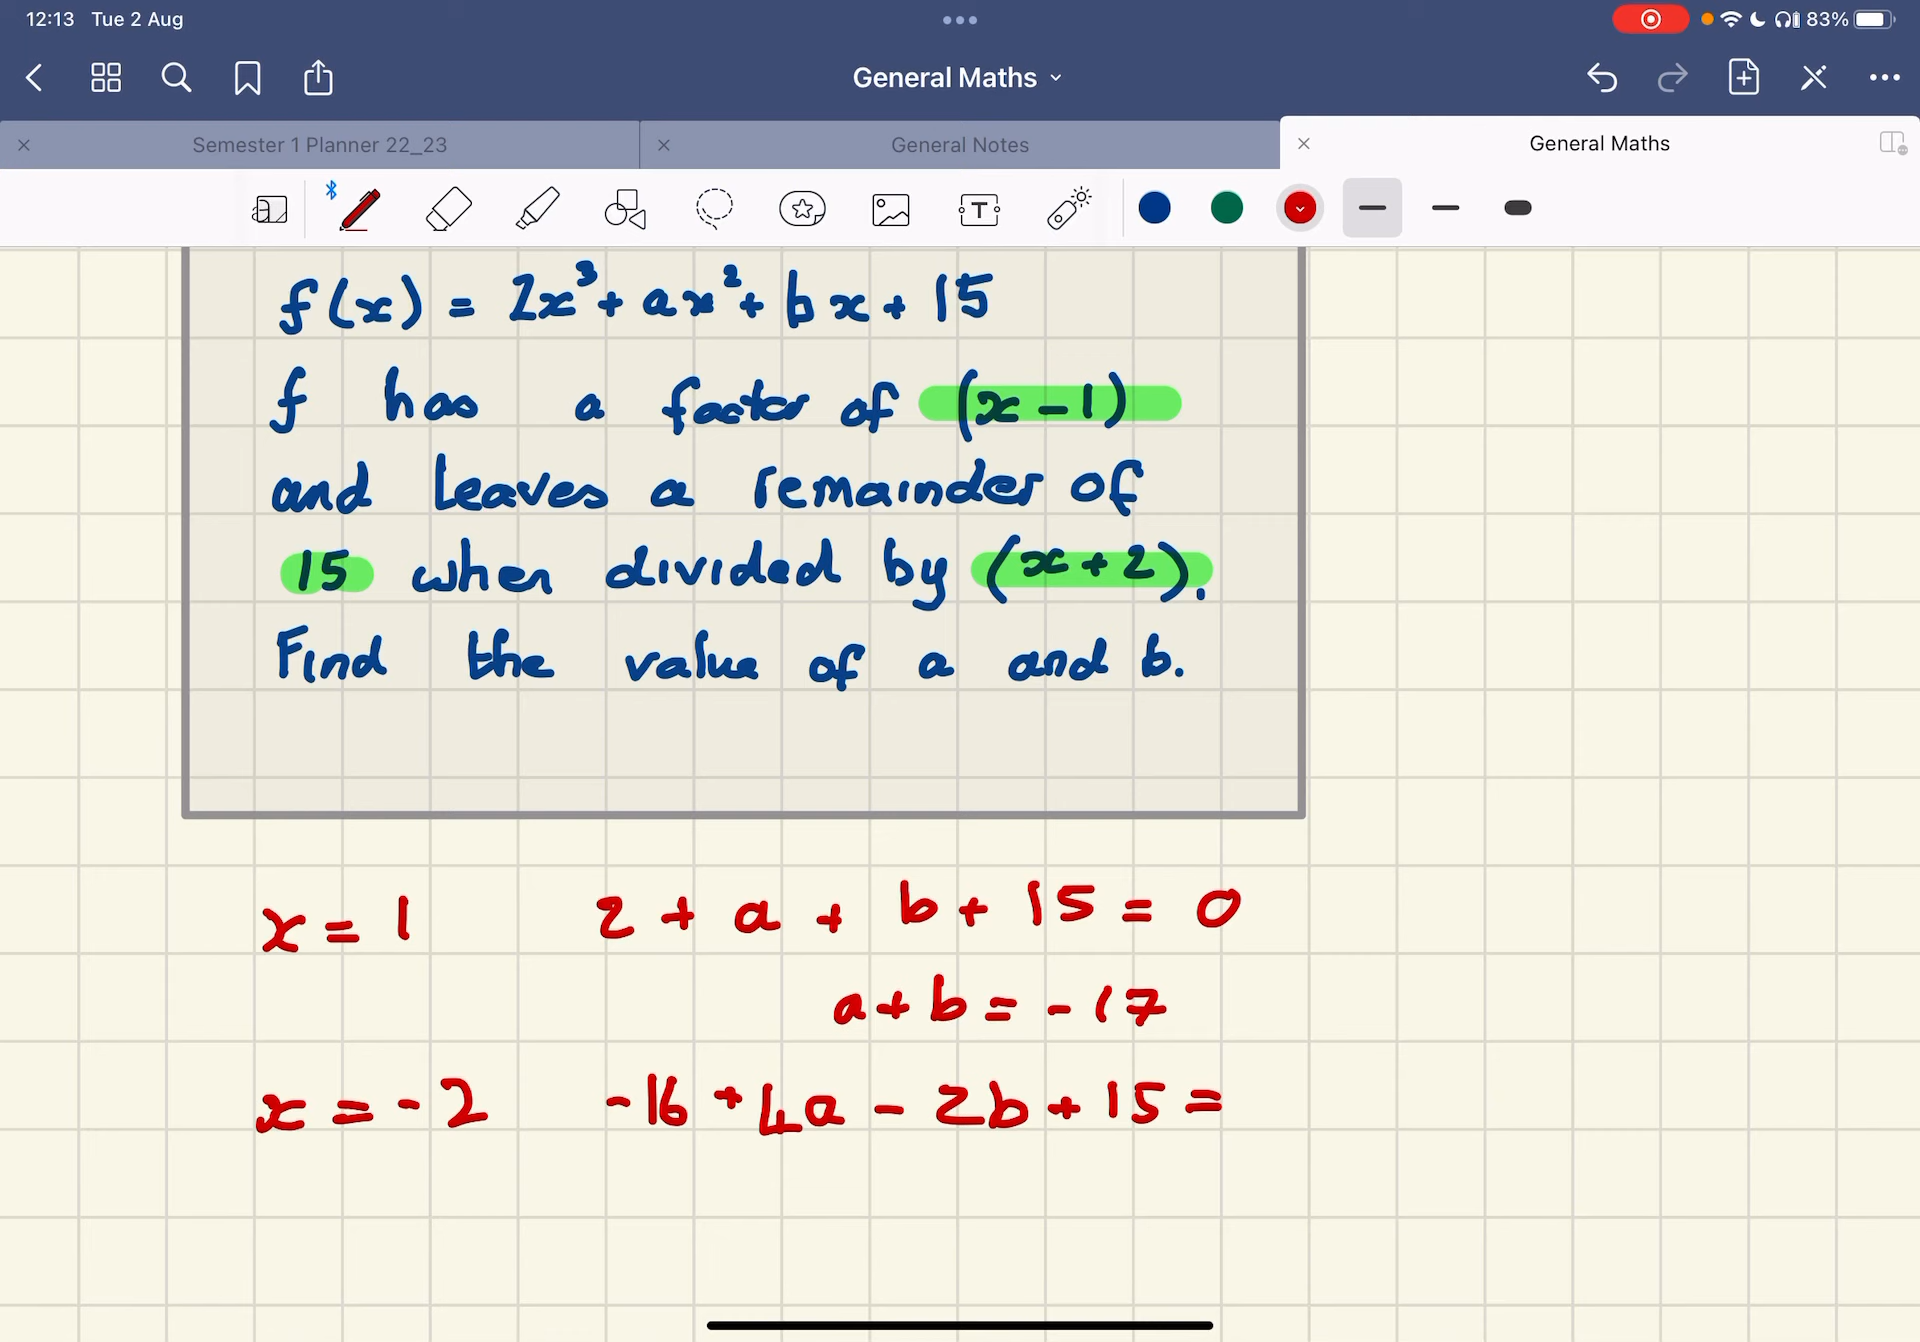 12:13 Tue 2 Aug 83%
General Maths
Semester 1 Planner 22_23 General Notes General Maths
f(x) = 2x³ + ax² + bx + 15
f has a factor of (x - 1)
and leaves a remainder of
15 when divided by (x + 2).
Find the value of a and b.
x = 1 2 + a + b + 15 = 0
a + b = -17
x = -2 -16 + 4a - 2b + 15 =